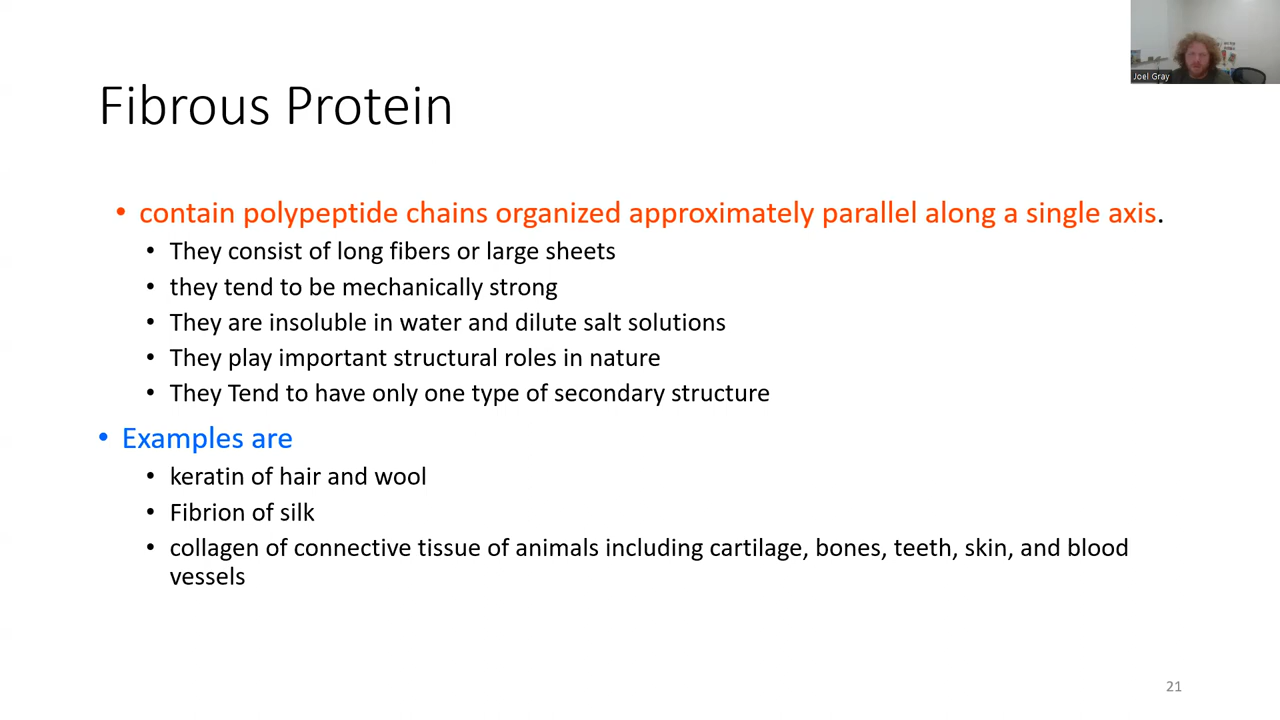 Joel Gray
Fibrous Protein
• contain polypeptide chains organized approximately parallel along a single axis.
• They consist of long fibers or large sheets
• they tend to be mechanically strong
• They are insoluble in water and dilute salt solutions
• They play important structural roles in nature
• They Tend to have only one type of secondary structure
• Examples are
• keratin of hair and wool
• Fibrion of silk
• collagen of connective tissue of animals including cartilage, bones, teeth, skin, and blood
vessels
21